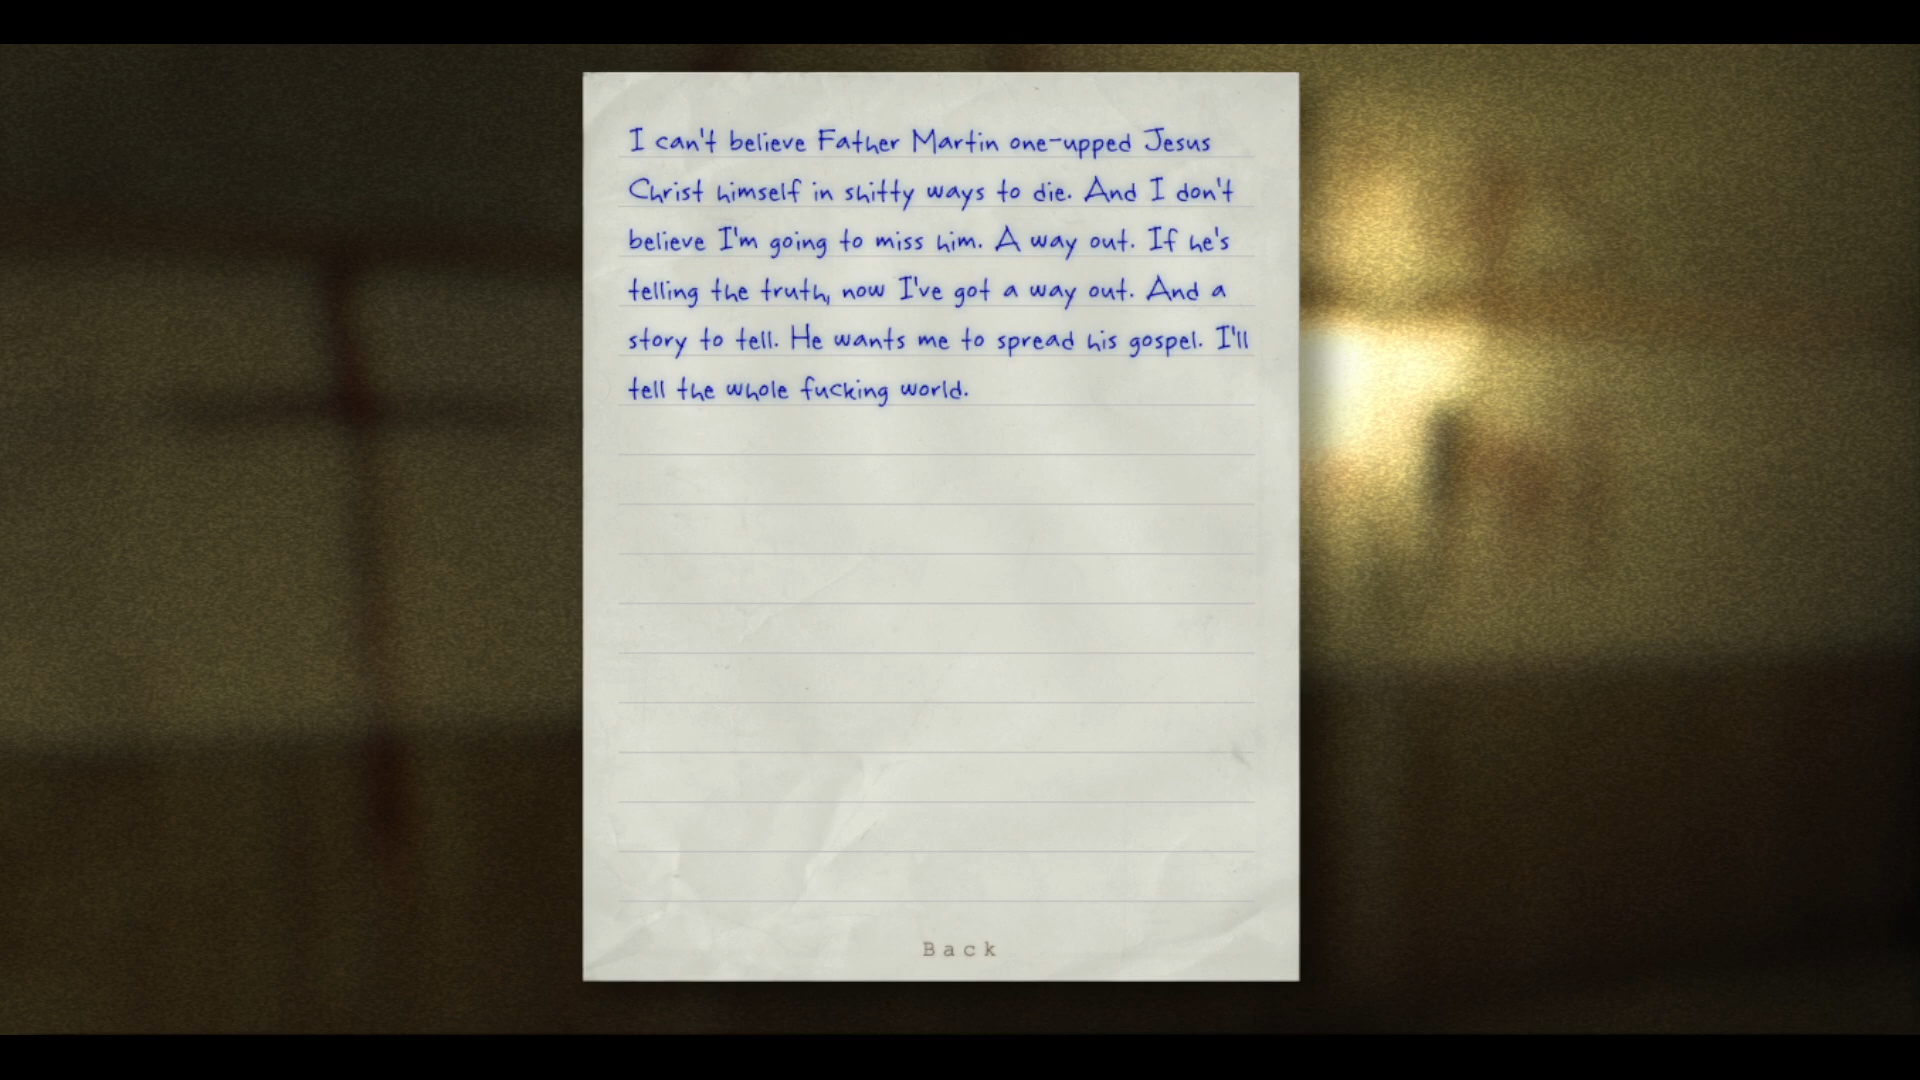 I can't believe Father Martin one-upped Jesus
Christ himself in shitty ways to die. And I don't
believe I'm going to miss him. A way out. If he's
telling the truth, now I've got a way out. And a
story to tell. He wants me to spread his gospel. I'll
tell the whole fucking world.
Back